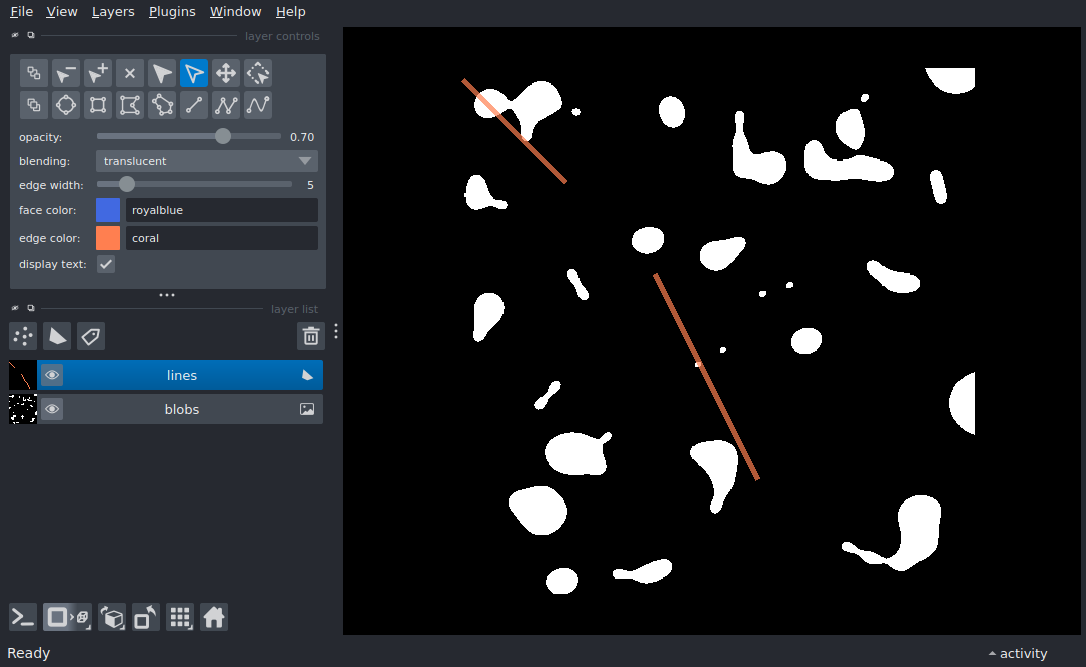 File View Layers Plugins Window Help
layer controls
opacity: 0.70
blending: translucent
edge width: 5
face color: royalblue
edge color: coral
display text:
layer list
lines
blobs
Ready
activity